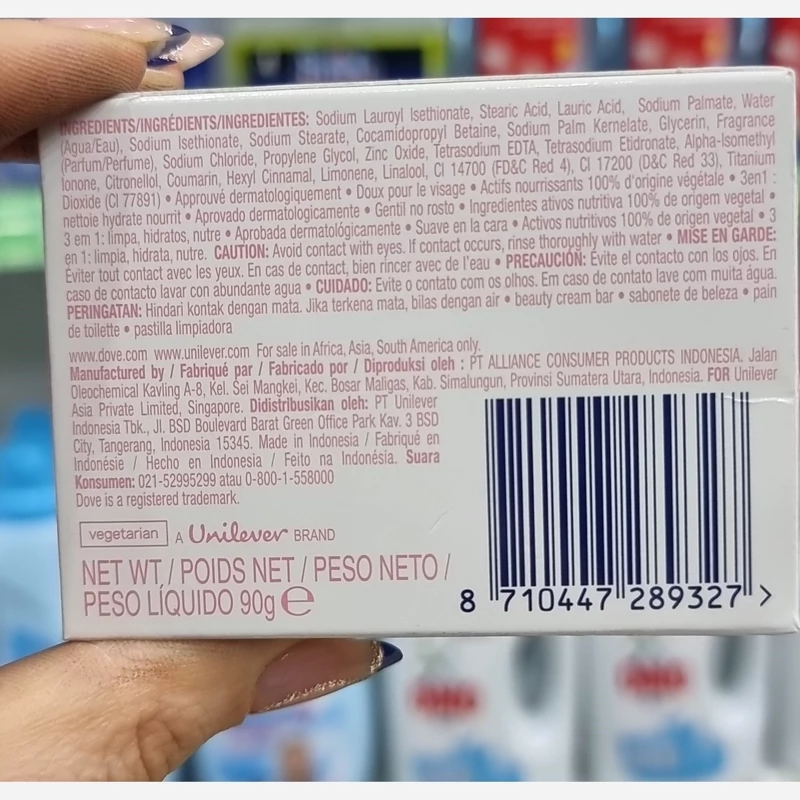 INGREDIENTS/INGRÉDIENTS/INGREDIENTES: Sodium Lauroyl Isethionate, Stearic Acid, Lauric Acid, Sodium Palmate, Water
(Agua/Eau), Sodium Isethionate, Sodium Stearate, Cocamidopropyl Betaine, Sodium Palm Kernelate, Glycerin, Fragrance
(Parfum/Perfume), Sodium Chloride, Propylene Glycol, Zinc Oxide, Tetrasodium EDTA, Tetrasodium Etidronate, Alpha-Isomethyl
Ionone, Citronellol, Coumarin, Hexyl Cinnamal, Limonene, Linalool, CI 14700 (FD&C Red 4), CI 17200 (D&C Red 33), Titanium
Dioxide (CI 77891) • Approuvé dermatologiquement • Doux pour le visage • Actifs nourrissants 100% d'origine végétale • 3en1 :
nettoie hydrate nourrit • Aprovado dermatologicamente • Gentil no rosto • Ingredientes ativos nutritiva 100% de origem vegetal •
3 em 1: limpa, hidratos, nutre • Aprobada dermatológicamente • Suave en la cara • Activos nutritivos 100% de origen vegetal • 3
en 1: limpia, hidrata, nutre. CAUTION: Avoid contact with eyes. If contact occurs, rinse thoroughly with water • MISE EN GARDE:
Éviter tout contact avec les yeux. En cas de contact, bien rincer avec de l'eau • PRECAUCIÓN: Evite el contacto con los ojos. En
caso de contacto lavar con abundante agua • CUIDADO: Evite o contato com os olhos. Em caso de contato lave com muita água.
PERINGATAN: Hindari kontak dengan mata. Jika terkena mata, bilas dengan air • beauty cream bar • sabonete de beleza • pain
de toilette • pastilla limpiadora
www.dove.com www.unilever.com For sale in Africa, Asia, South America only.
Manufactured by / Fabriqué par / Fabricado por / Diproduksi oleh : PT ALLIANCE CONSUMER PRODUCTS INDONESIA. Jalan
Oleochemical Kavling A-8, Kel. Sei Mangkei, Kec. Bosar Maligas, Kab. Simalungun, Provinsi Sumatera Utara, Indonesia. FOR Unilever
Asia Private Limited, Singapore. Didistribusikan oleh: PT Unilever
Indonesia Tbk., Jl. BSD Boulevard Barat Green Office Park Kav. 3 BSD
City, Tangerang, Indonesia 15345. Made in Indonesia / Fabriqué en
Indonésie / Hecho en Indonesia / Feito na Indonésia. Suara
Konsumen: 021-52995299 atau 0-800-1-558000
Dove is a registered trademark.
vegetarian A Unilever BRAND
NET WT./ POIDS NET / PESO NETO /
PESO LÍQUIDO 90g ℮
8 710447 289327 >